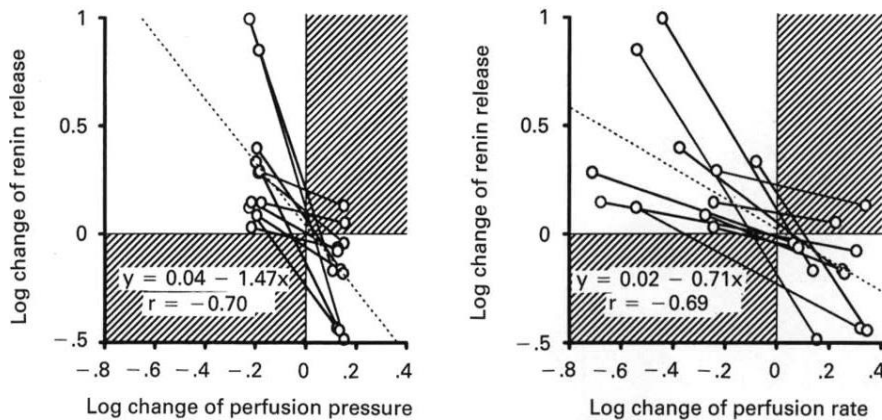 Log change of renin release
1
0.5
0
−.5
y = 0.04 − 1.47x
r = −0.70
−.8 −.6 −.4 −.2 0 .2 .4
Log change of perfusion pressure
Log change of renin release
1
0.5
0
−.5
y = 0.02 − 0.71x
r = −0.69
−.8 −.6 −.4 −.2 0 .2 .4
Log change of perfusion rate